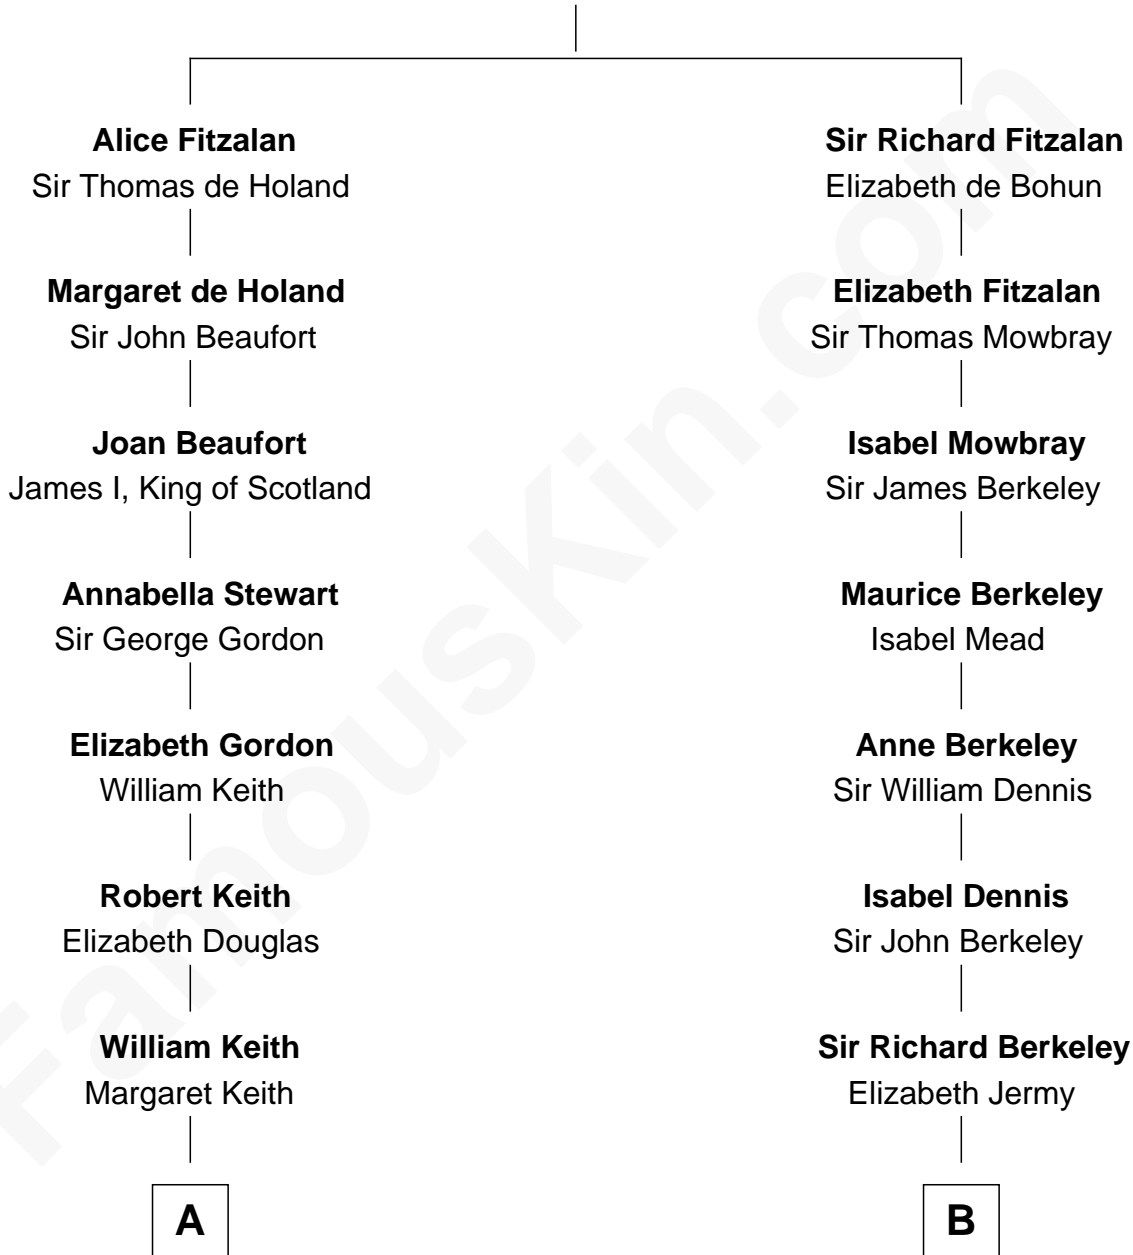 Alice Fitzalan
Sir Thomas de Holand
Margaret de Holand
Sir John Beaufort
Joan Beaufort
James I, King of Scotland
Annabella Stewart
Sir George Gordon
Elizabeth Gordon
William Keith
Robert Keith
Elizabeth Douglas
William Keith
Margaret Keith
A
Sir Richard Fitzalan
Elizabeth de Bohun
Elizabeth Fitzalan
Sir Thomas Mowbray
Isabel Mowbray
Sir James Berkeley
Maurice Berkeley
Isabel Mead
Anne Berkeley
Sir William Dennis
Isabel Dennis
Sir John Berkeley
Sir Richard Berkeley
Elizabeth Jermy
B
FamousKin.com